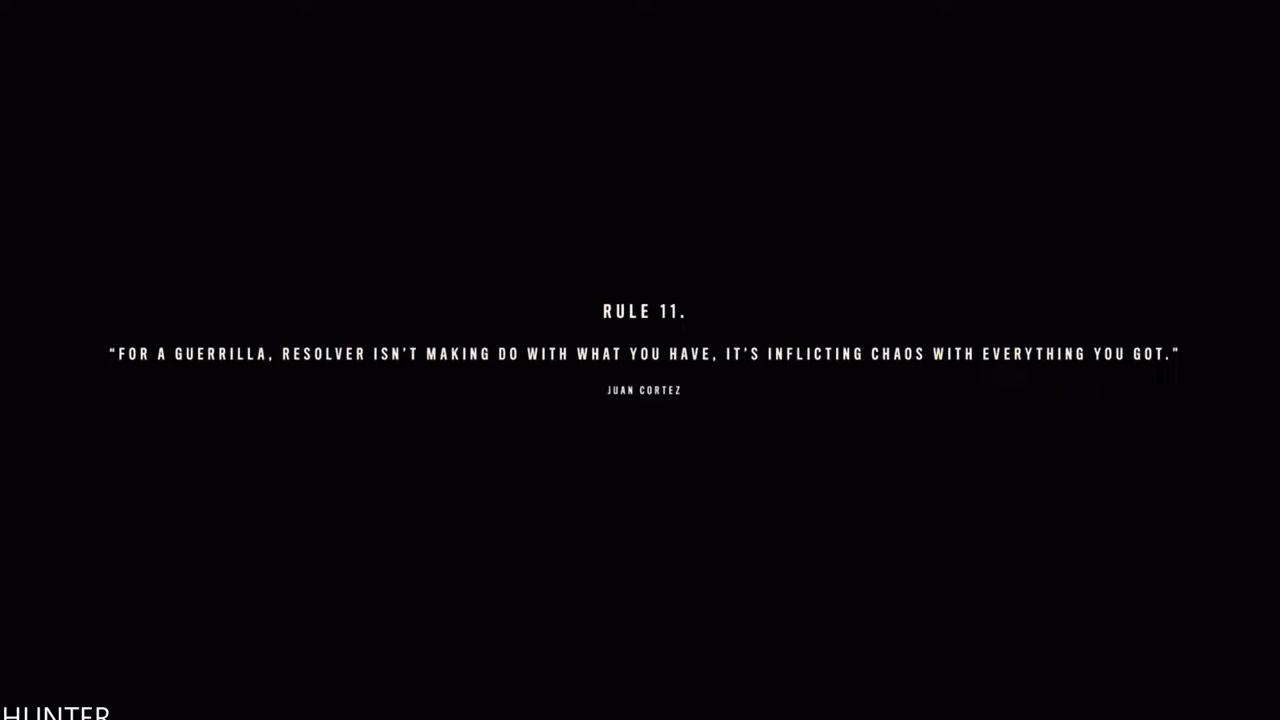 RULE 11.
“FOR A GUERRILLA, RESOLVER ISN'T MAKING DO WITH WHAT YOU HAVE, IT'S INFLICTING CHAOS WITH EVERYTHING YOU GOT.”
JUAN CORTEZ
HUNTER